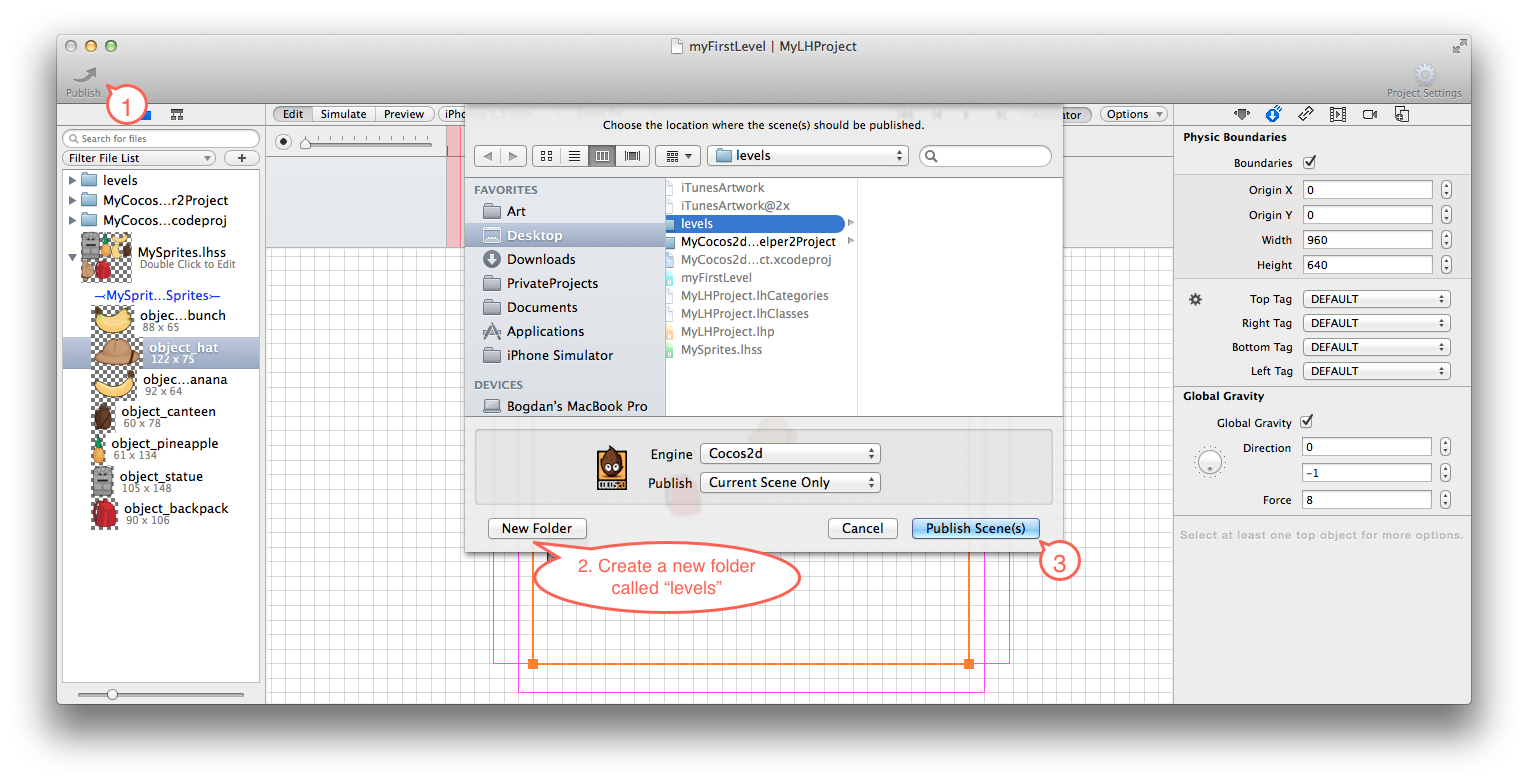 myFirstLevel | MyLHProject
Publish
Project Settings
1
Edit
Simulate
Preview
Options
Search for files
Filter File List
+
levels
MyCocos...r2Project
MyCocos...codeproj
MySprites.lhss
Double Click to Edit
MySprit...Sprites
objec...bunch
88 x 65
object_hat
122 x 75
objec...anana
92 x 64
object_canteen
60 x 78
object_pineapple
61 x 134
object_statue
105 x 148
object_backpack
90 x 106
Choose the location where the scene(s) should be published.
levels
FAVORITES
Art
Desktop
Downloads
PrivateProjects
Documents
Applications
iPhone Simulator
DEVICES
Bogdan's MacBook Pro
iTunesArtwork
iTunesArtwork@2x
levels
MyCocos2d...elper2Project
MyCocos2d...ct.xcodeproj
myFirstLevel
MyLHProject.lhCategories
MyLHProject.lhClasses
MyLHProject.lhp
MySprites.lhss
COCOS2D
Engine
Cocos2d
Publish
Current Scene Only
New Folder
Cancel
Publish Scene(s)
2. Create a new folder
called “levels”
3
Physic Boundaries
Boundaries
Origin X 0
Origin Y 0
Width 960
Height 640
Top Tag DEFAULT
Right Tag DEFAULT
Bottom Tag DEFAULT
Left Tag DEFAULT
Global Gravity
Global Gravity
Direction 0
-1
Force 8
Select at least one top object for more options.